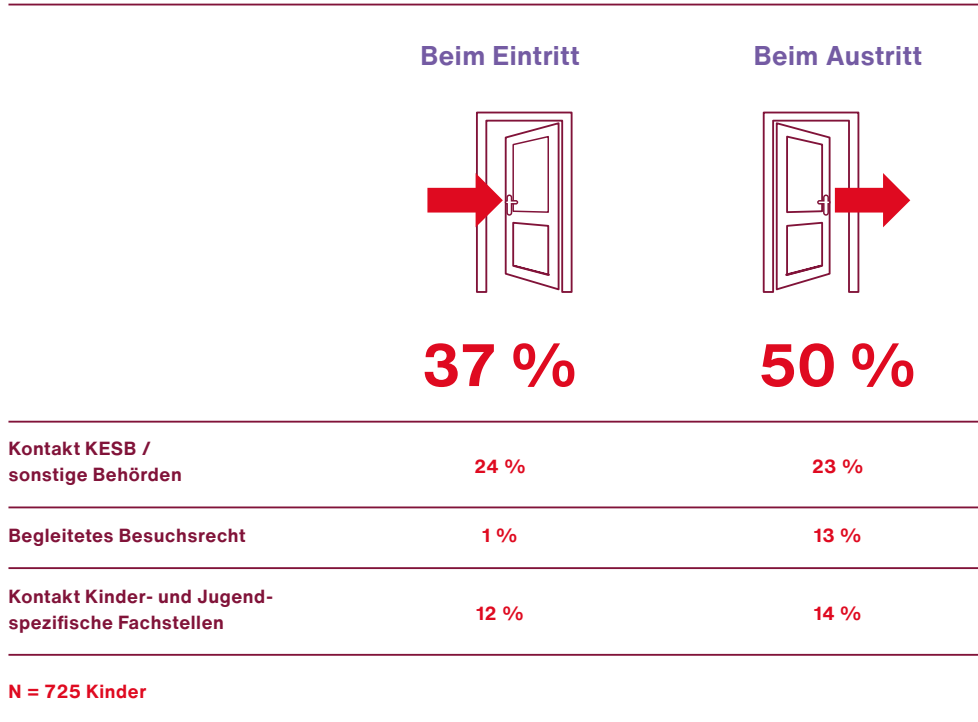 Beim Eintritt
Beim Austritt
37 %
50 %
Kontakt KESB /
sonstige Behörden
24 %
23 %
Begleitetes Besuchsrecht
1 %
13 %
Kontakt Kinder- und Jugend-
spezifische Fachstellen
12 %
14 %
N = 725 Kinder